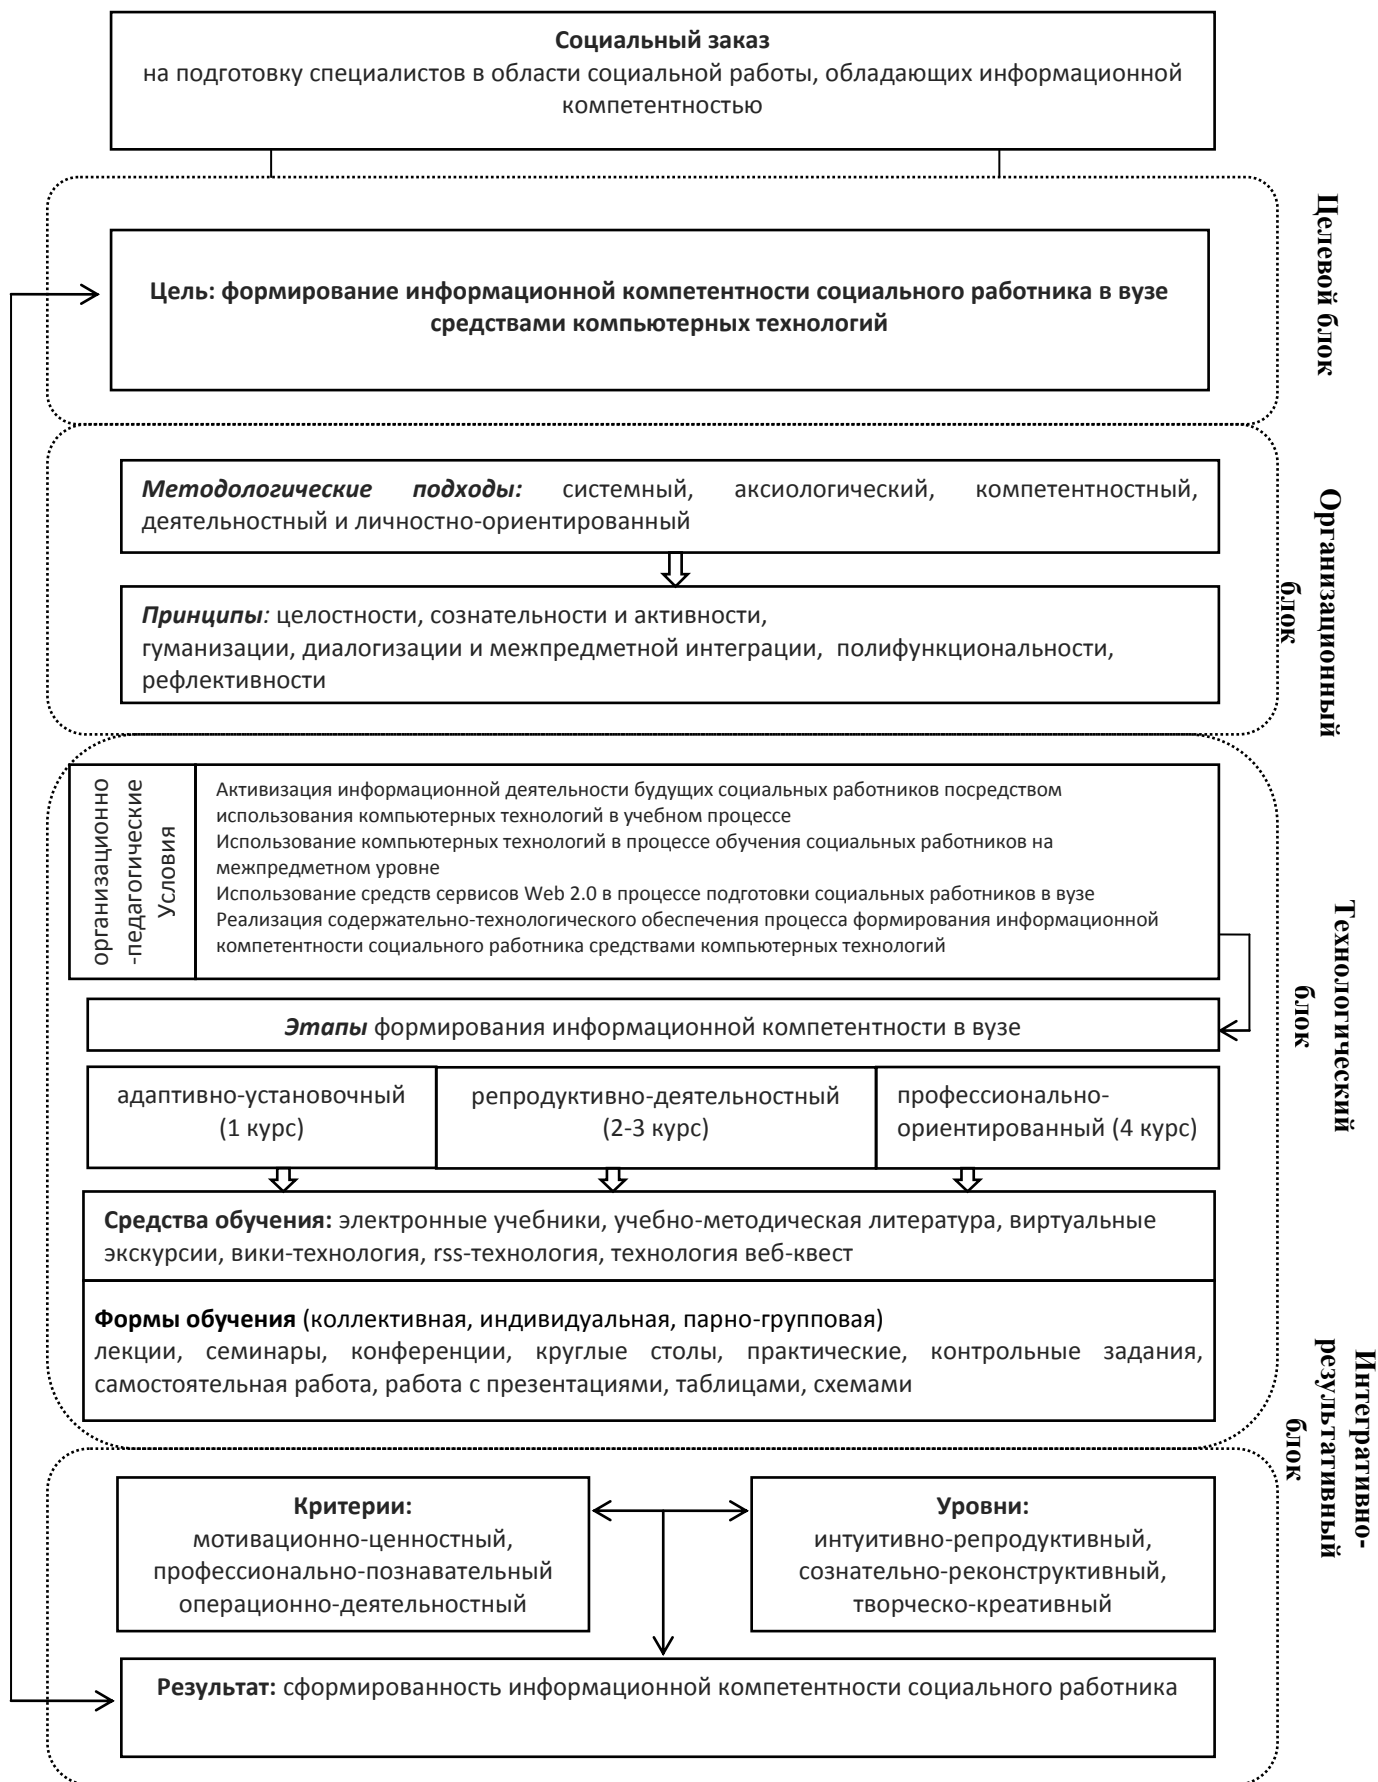 Социальный заказ
на подготовку специалистов в области социальной работы, обладающих информационной
компетентностью
Целевой блок
Цель: формирование информационной компетентности социального работника в вузе
средствами компьютерных технологий
Организационный
блок
Методологические подходы: системный, аксиологический, компетентностный,
деятельностный и личностно-ориентированный
Принципы: целостности, сознательности и активности,
гуманизации, диалогизации и межпредметной интеграции, полифункциональности,
рефлективности
Технологический
блок
организационно
-педагогические
Условия
Активизация информационной деятельности будущих социальных работников посредством
использования компьютерных технологий в учебном процессе
Использование компьютерных технологий в процессе обучения социальных работников на
межпредметном уровне
Использование средств сервисов Web 2.0 в процессе подготовки социальных работников в вузе
Реализация содержательно-технологического обеспечения процесса формирования информационной
компетентности социального работника средствами компьютерных технологий
Этапы формирования информационной компетентности в вузе
адаптивно-установочный
(1 курс)
репродуктивно-деятельностный
(2-3 курс)
профессионально-
ориентированный (4 курс)
Средства обучения: электронные учебники, учебно-методическая литература, виртуальные
экскурсии, вики-технология, rss-технология, технология веб-квест
Формы обучения (коллективная, индивидуальная, парно-групповая)
лекции, семинары, конференции, круглые столы, практические, контрольные задания,
самостоятельная работа, работа с презентациями, таблицами, схемами
Интегративно-
результативный
блок
Критерии:
мотивационно-ценностный,
профессионально-познавательный
операционно-деятельностный
Уровни:
интуитивно-репродуктивный,
сознательно-реконструктивный,
творческо-креативный
Результат: сформированность информационной компетентности социального работника